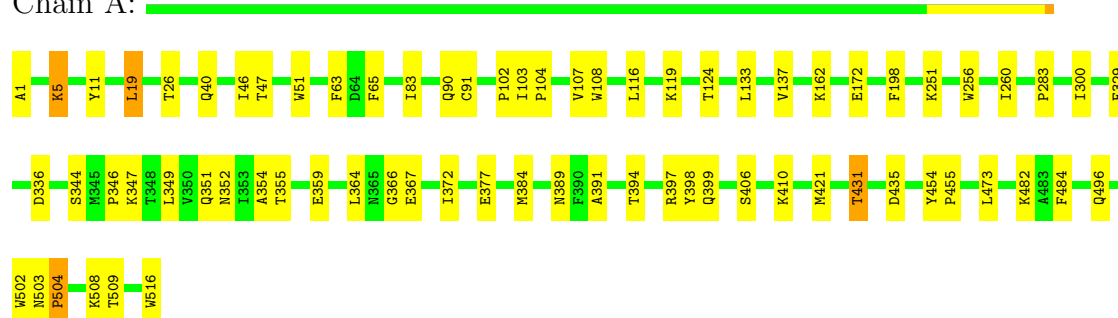 Chain A:
A1 K5 Y11 L19 T26 Q40 I46 T47 W51 F63 D64 F65 I83 Q90 C91 P102 I103 P104 V107 W108 L116 K119 T124 L133 V137 K162 E172 F198 K251 W256 I260 P283 I300
D336 S344 M345 P346 K347 T348 L349 V350 Q351 N352 I353 A354 T355 E359 L364 N365 G366 E367 I372 E377 M384 N389 F390 A391 T394 R397 Y398 Q399 S406 K410 M421 T431 D435 Y454 P455 L473 K482 A483 F484 Q496
W502 N503 P504 K508 T509 W516